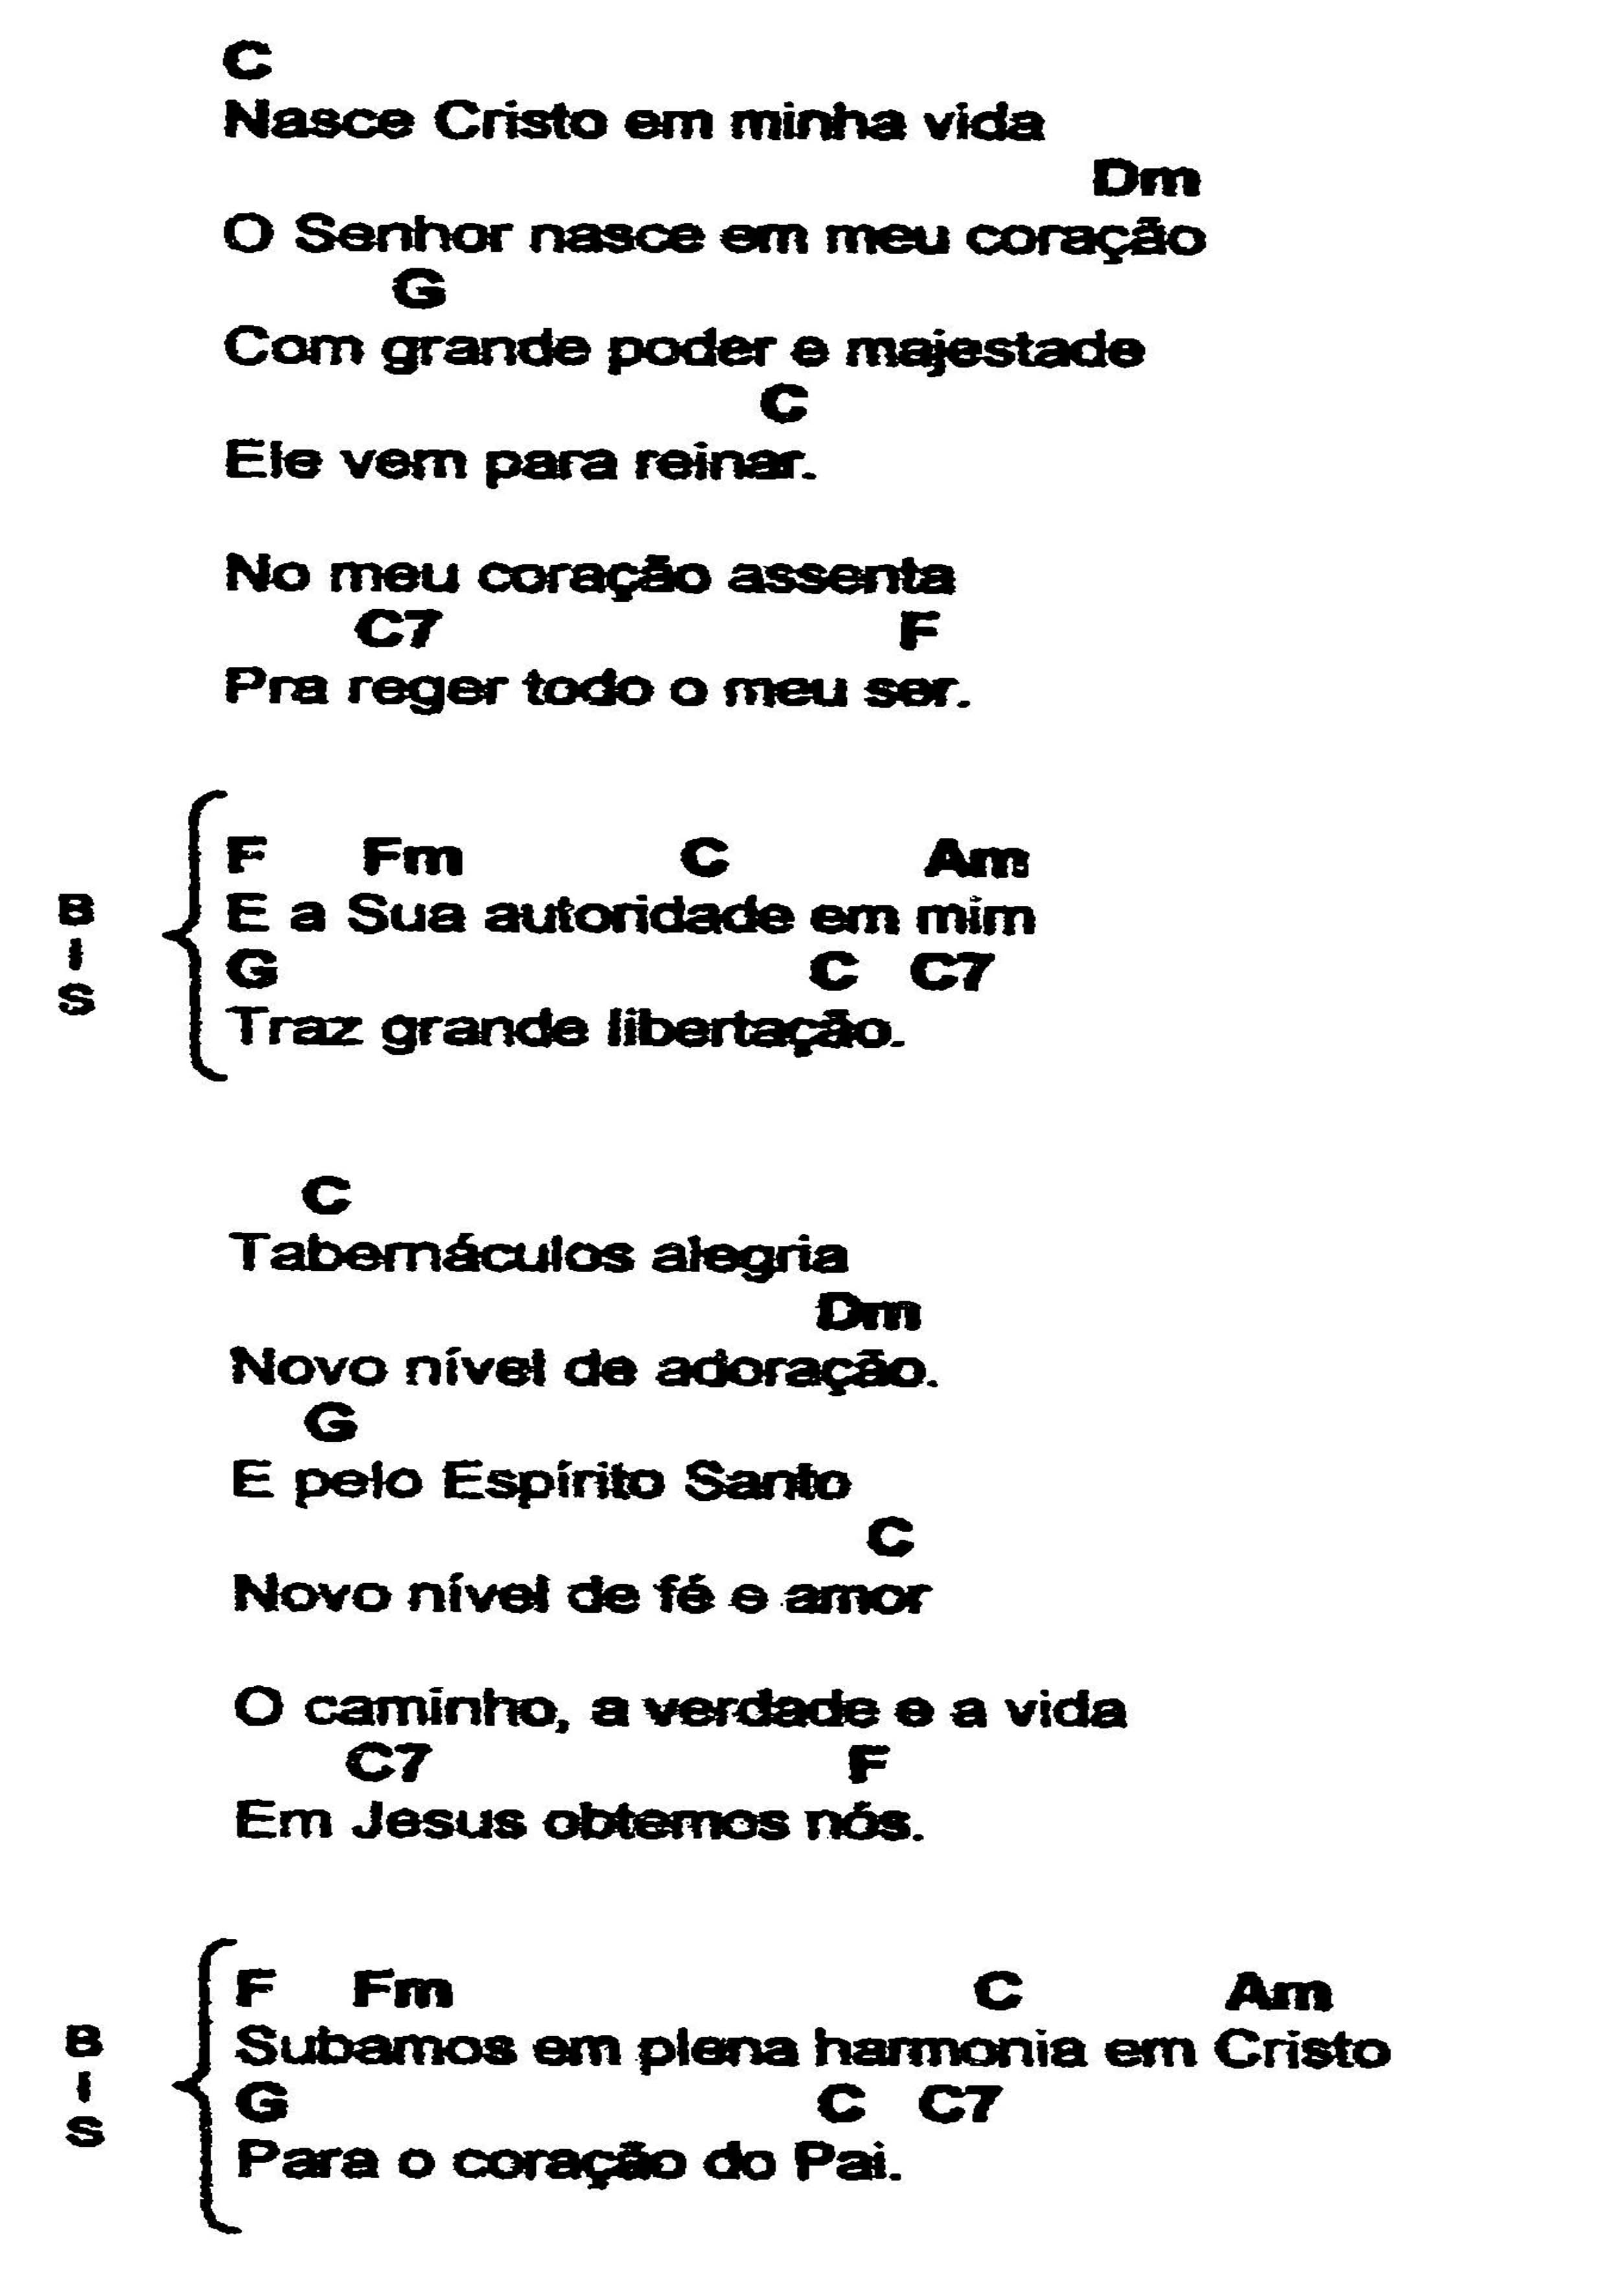 C
Nasce Cristo em minha vida
Dm
O Senhor nasce em meu coração
G
Com grande poder e majestade
C
Ele vem para reinar.
No meu coração assenta
C7 F
Pra reger todo o meu ser.
F Fm C Am
E a Sua autoridade em mim
G C C7
Traz grande libertação.
BIS
C
Tabernáculos alegria
Dm
Novo nível de adoração.
G
E pelo Espírito Santo
C
Novo nível de fé e amor
O caminho, a verdade e a vida
C7 F
Em Jesus obtemos nós.
F Fm C Am
Subamos em plena harmonia em Cristo
G C C7
Para o coração do Pai.
BIS